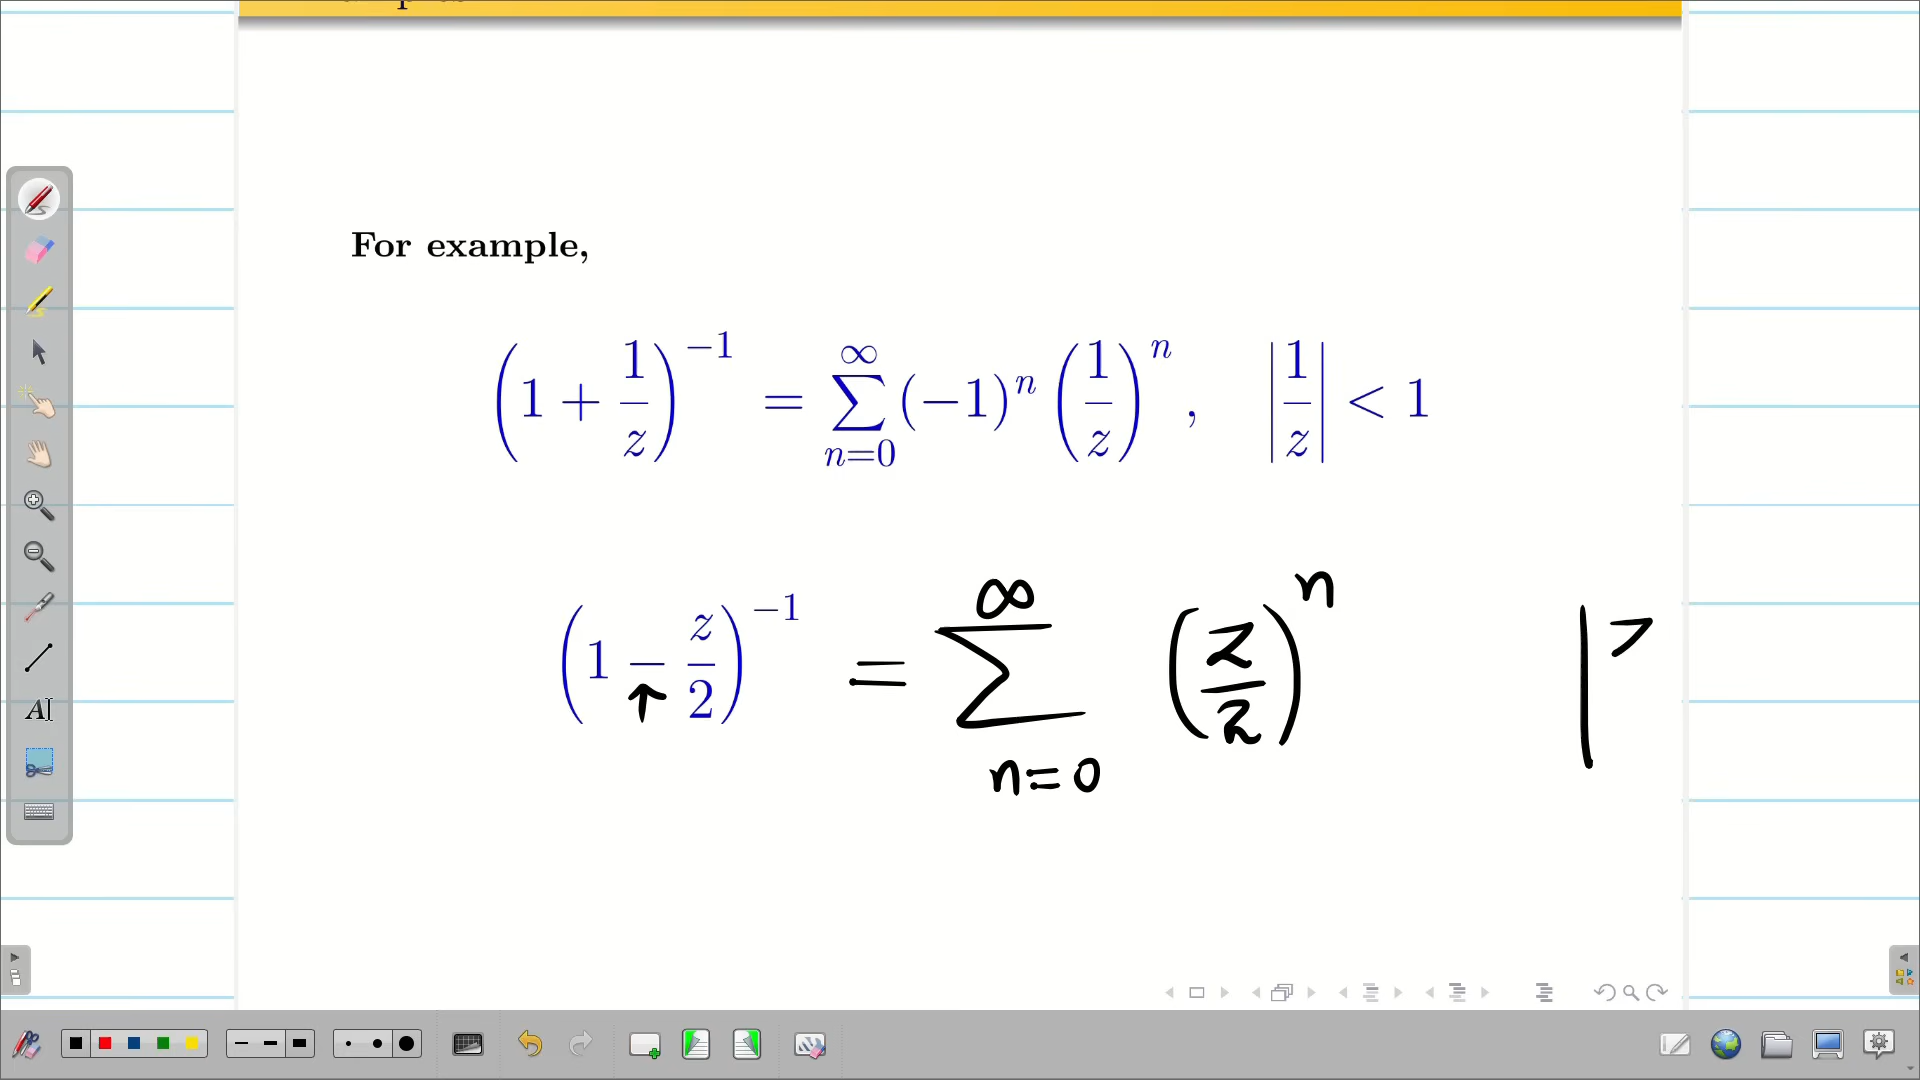 For example,
(1 + 1/z)^{-1} = ∑_{n=0}^{∞} (-1)^n (1/z)^n , |1/z| < 1
(1 - z/2)^{-1} = ∑_{n=0}^{∞} (z/2)^n |
↑